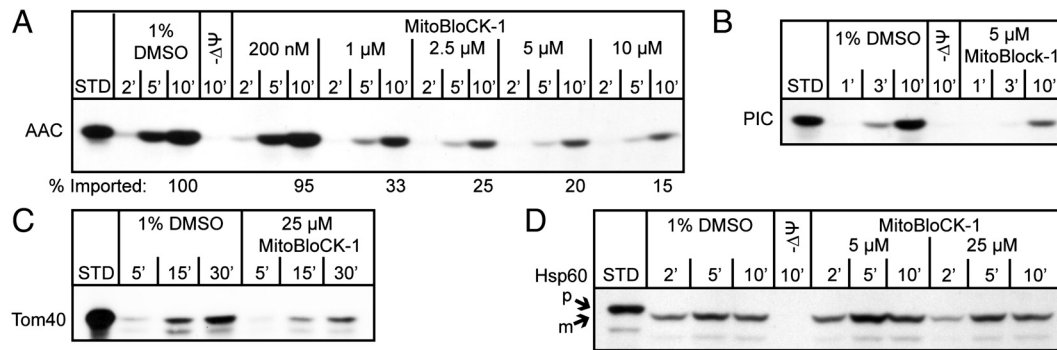 A
1% DMSO
-ΔΨ
MitoBloCK-1
200 nM 1 µM 2.5 µM 5 µM 10 µM
STD 2' 5' 10' 10' 2' 5' 10' 2' 5' 10' 2' 5' 10' 2' 5' 10' 2' 5' 10'
AAC
% Imported: 100 95 33 25 20 15
B
1% DMSO
-ΔΨ
5 µM
MitoBlock-1
STD 1' 3' 10' 10' 1' 3' 10'
PIC
C
1% DMSO
25 µM
MitoBloCK-1
STD 5' 15' 30' 5' 15' 30'
Tom40
D
1% DMSO
-ΔΨ
MitoBloCK-1
5 µM 25 µM
Hsp60 STD 2' 5' 10' 10' 2' 5' 10' 2' 5' 10'
p
m